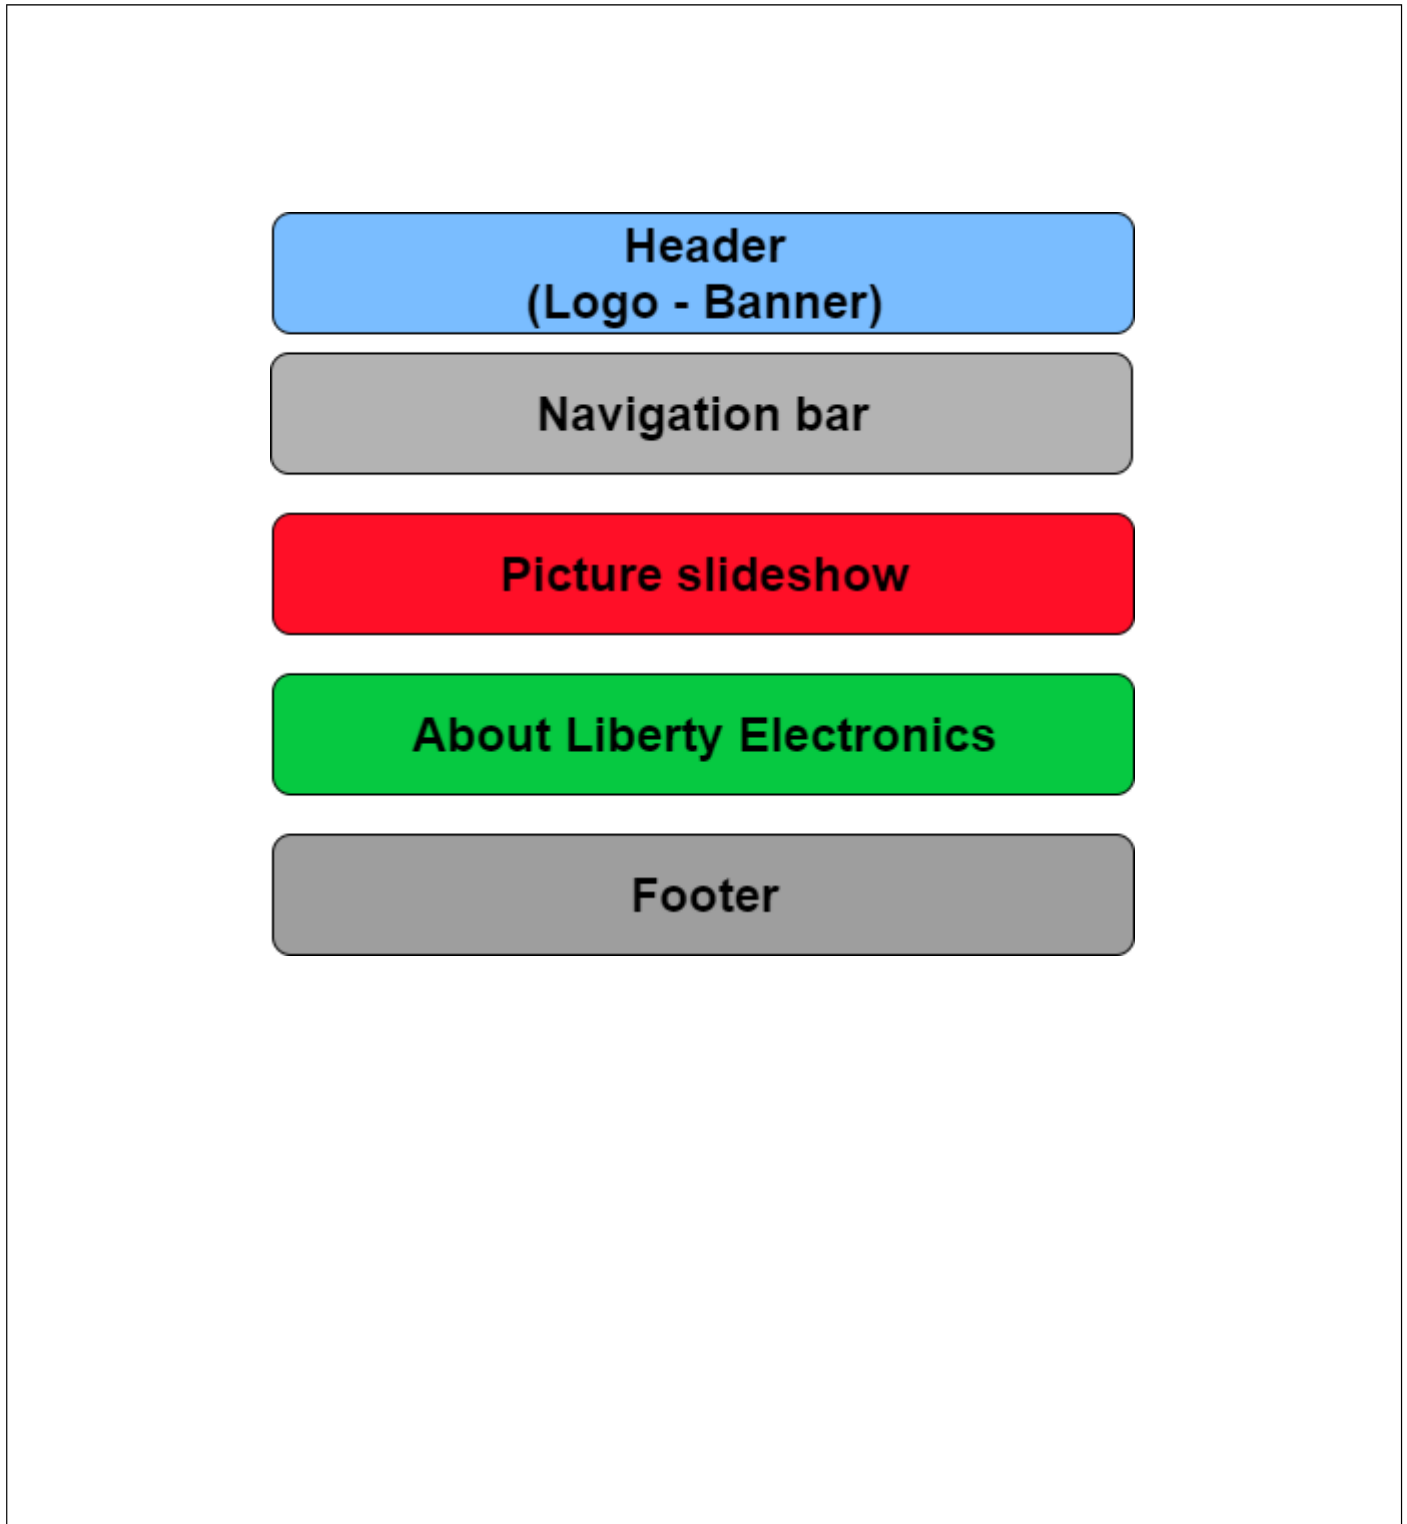 Header
(Logo - Banner)
Navigation bar
Picture slideshow
About Liberty Electronics
Footer